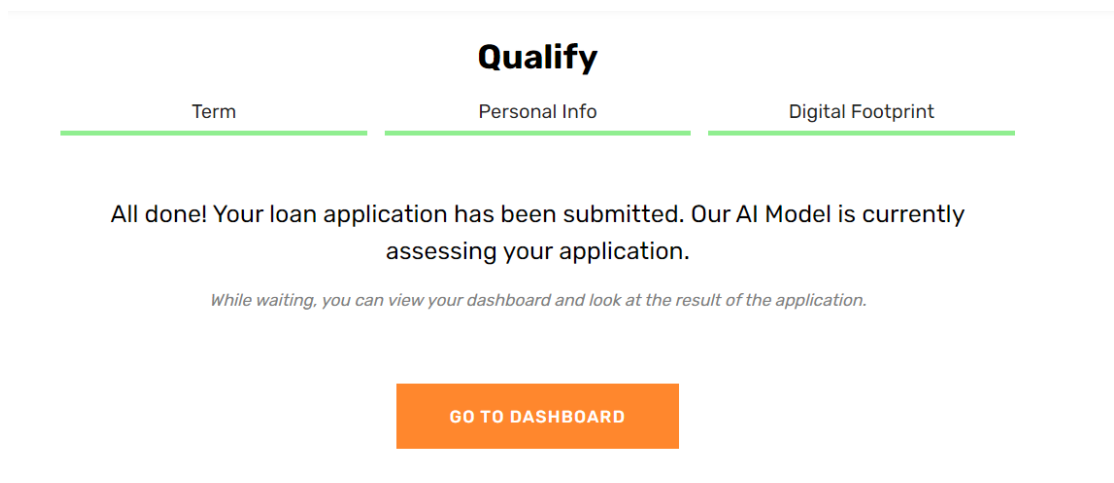 Qualify
Term
Personal Info
Digital Footprint
All done! Your loan application has been submitted. Our AI Model is currently
assessing your application.
While waiting, you can view your dashboard and look at the result of the application.
GO TO DASHBOARD